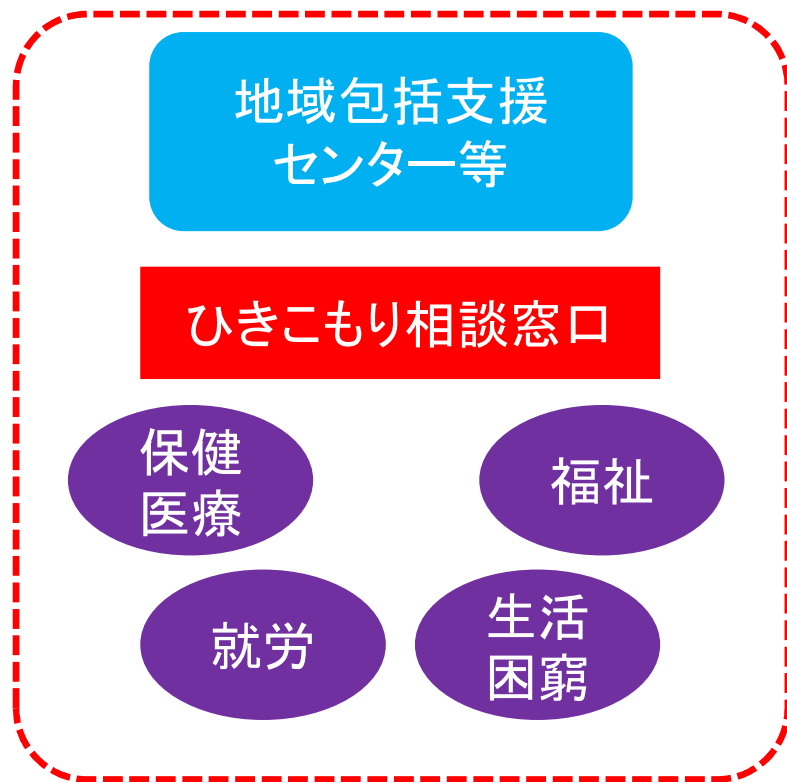 地域包括支援
センター等
ひきこもり相談窓口
保健
医療
福祉
就労
生活
困窮